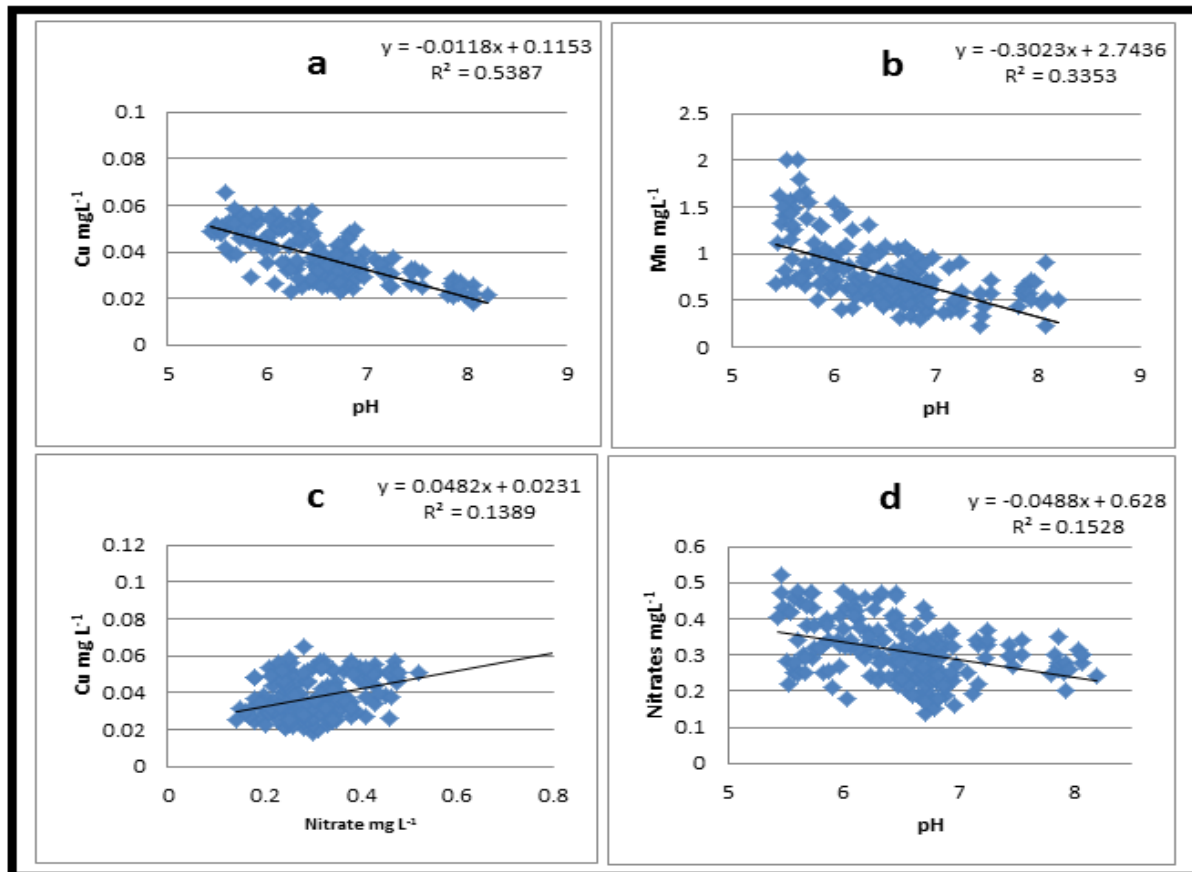 y = -0.0118x + 0.1153
R² = 0.5387
a
0.1
0.08
0.06
0.04
0.02
0
Cu mgL⁻¹
5 6 7 8 9
pH
y = -0.3023x + 2.7436
R² = 0.3353
b
2.5
2
1.5
1
0.5
0
Mn mgL⁻¹
5 6 7 8 9
pH
y = 0.0482x + 0.0231
R² = 0.1389
c
0.12
0.1
0.08
0.06
0.04
0.02
0
Cu mg L⁻¹
0 0.2 0.4 0.6 0.8
Nitrate mg L⁻¹
y = -0.0488x + 0.628
R² = 0.1528
d
0.6
0.5
0.4
0.3
0.2
0.1
0
Nitrates mgL⁻¹
5 6 7 8
pH